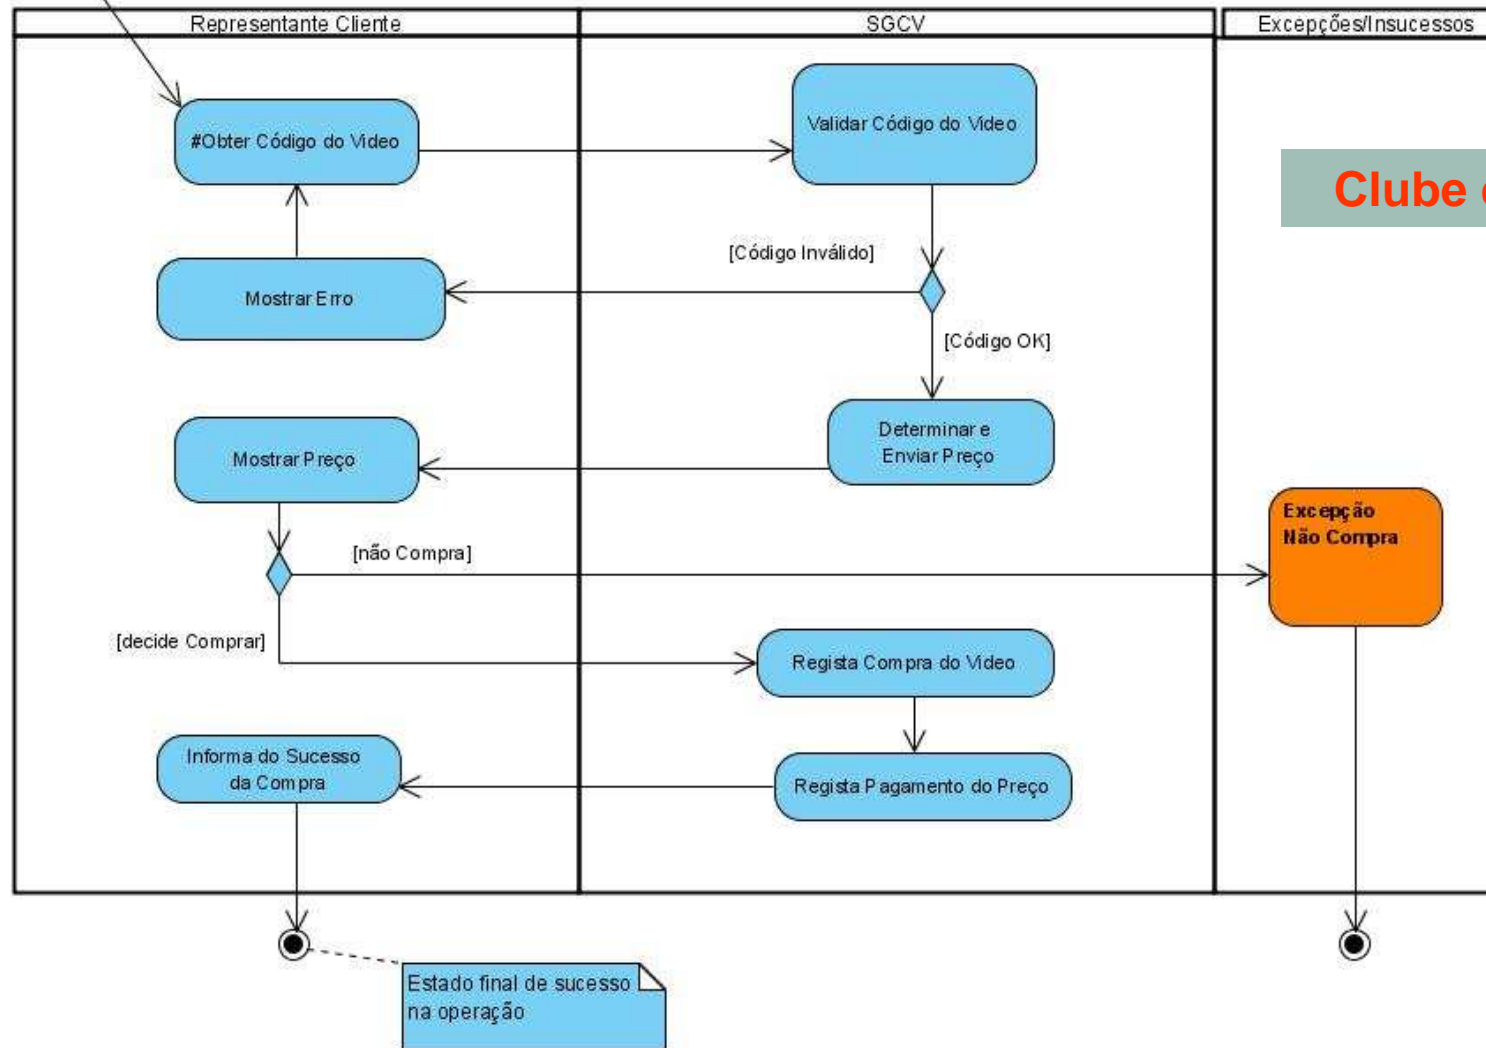 Representante Cliente
SGCV
Excepções/Insucessos
#Obter Código do Video
Validar Código do Video
Clube
[Código Inválido]
Mostrar Erro
[Código OK]
Determinar e
Enviar Preço
Mostrar Preço
Excepção
Não Compra
[não Compra]
[decide Comprar]
Regista Compra do Video
Informa do Sucesso
da Compra
Regista Pagamento do Preço
Estado final de sucesso
na operação